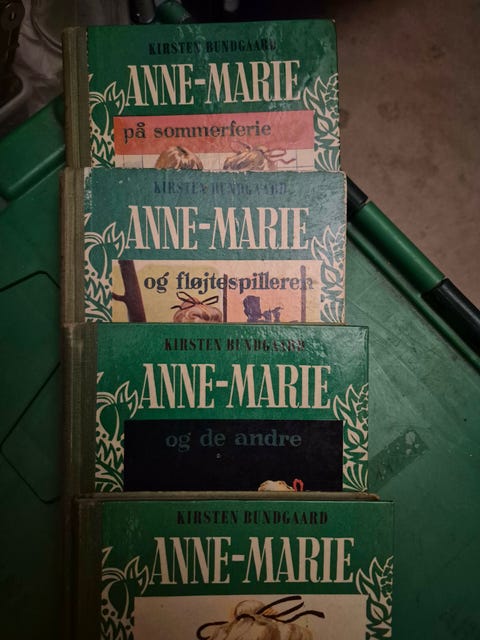 KIRSTEN BUNDGAARD
ANNE-MARIE
på sommerferie
KIRSTEN BUNDGAARD
ANNE-MARIE
og fløjtespilleren
KIRSTEN BUNDGAARD
ANNE-MARIE
og de andre
KIRSTEN BUNDGAARD
ANNE-MARIE